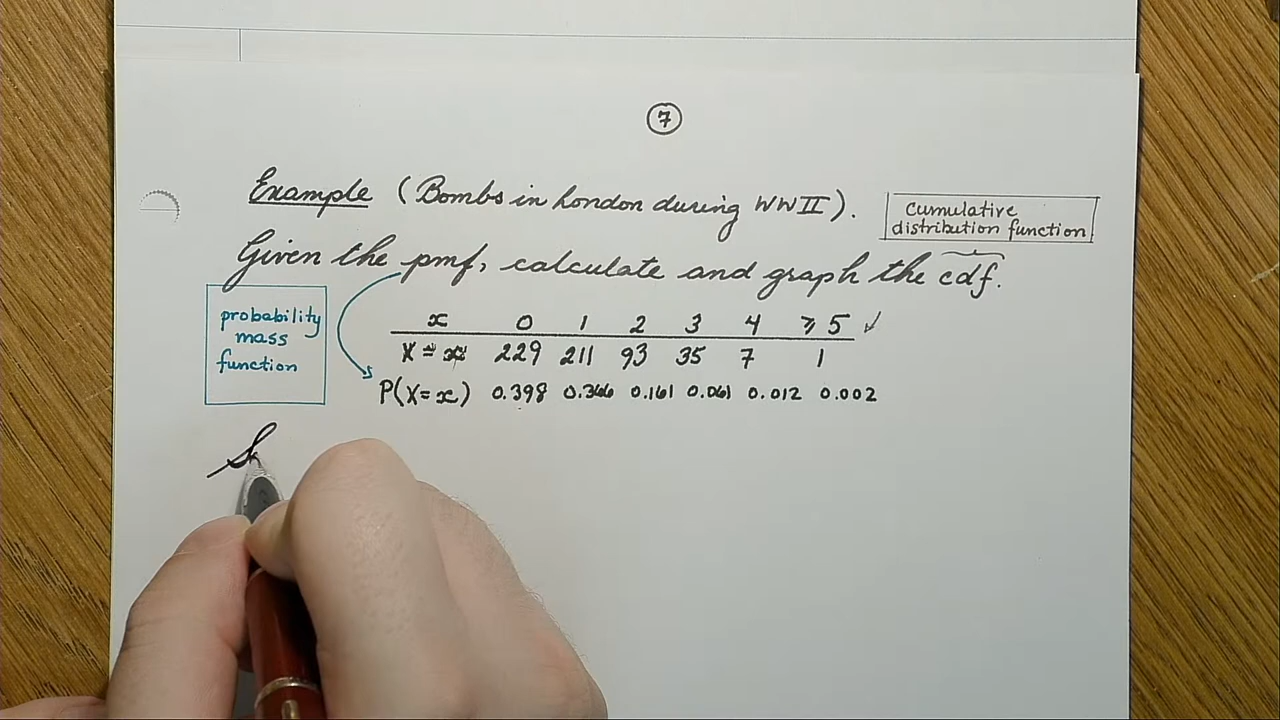 7
Example (Bombs in London during WWII).
Cumulative
distribution function
Given the pmf, calculate and graph the cdf.
probability
mass
function
x 0 1 2 3 4 ⩾ 5 ✓
X = x 229 211 93 35 7 1
P(X=x) 0.398 0.366 0.161 0.061 0.012 0.002